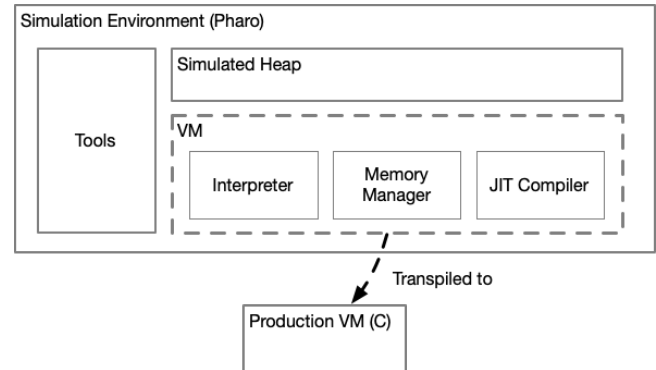 Simulation Environment (Pharo)
Simulated Heap
Tools
VM
Interpreter
Memory
Manager
JIT Compiler
Transpiled to
Production VM (C)